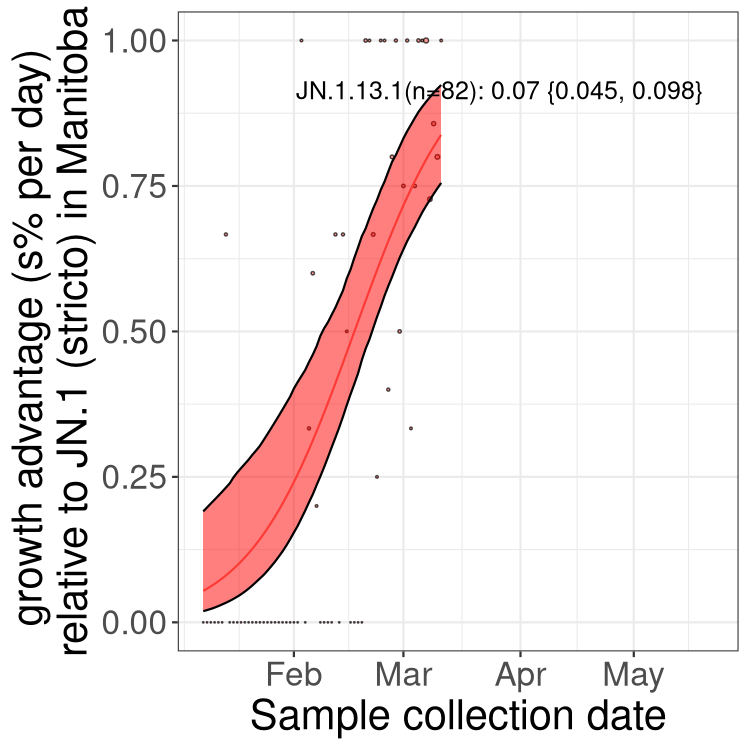 growth advantage (s% per day)
relative to JN.1 (stricto) in Manitoba
1.00
0.75
0.50
0.25
0.00
JN.1.13.1(n=82): 0.07 {0.045, 0.098}
Feb Mar Apr May
Sample collection date